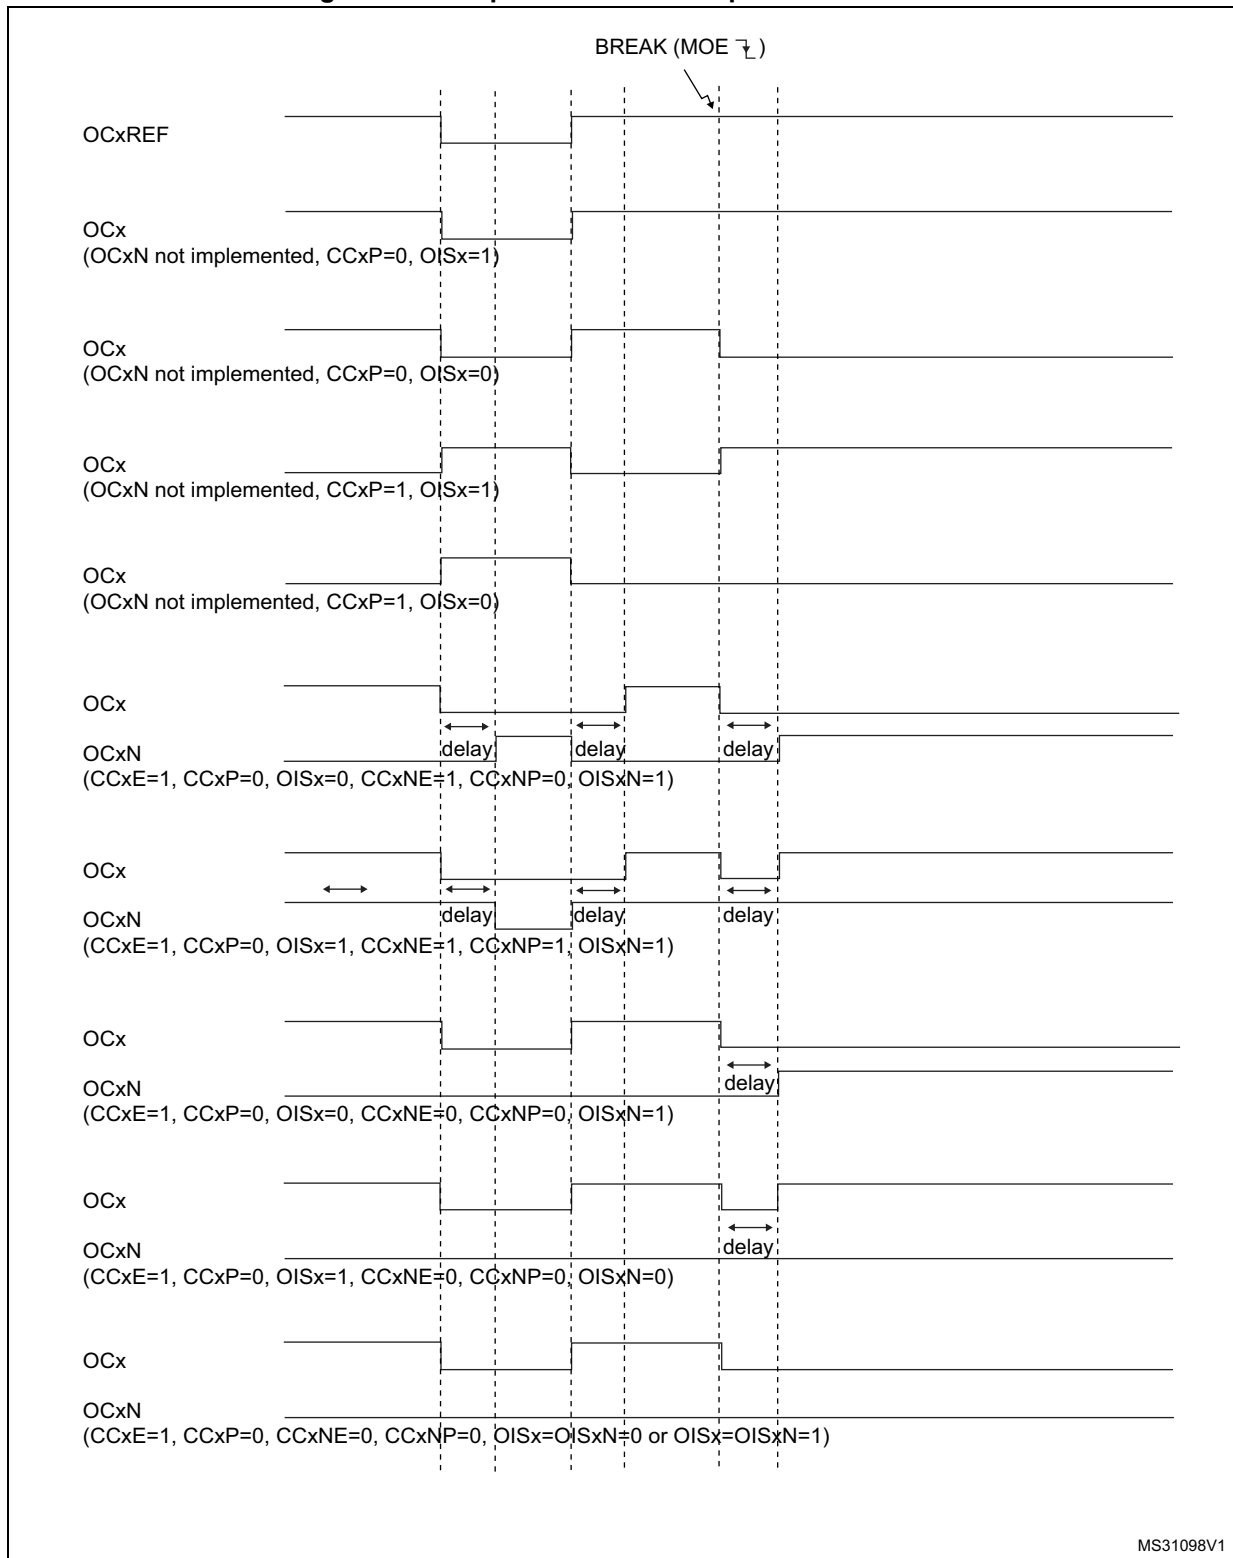 BREAK (MOE )
OCxREF
OCx
(OCxN not implemented, CCxP=0, OISx=1)
OCx
(OCxN not implemented, CCxP=0, OISx=0)
OCx
(OCxN not implemented, CCxP=1, OISx=1)
OCx
(OCxN not implemented, CCxP=1, OISx=0)
OCx
OCxN delay delay delay
(CCxE=1, CCxP=0, OISx=0, CCxNE=1, CCxNP=0, OISxN=1)
OCx
OCxN delay delay delay
(CCxE=1, CCxP=0, OISx=1, CCxNE=1, CCxNP=1, OISxN=1)
OCx
OCxN delay
(CCxE=1, CCxP=0, OISx=0, CCxNE=0, CCxNP=0, OISxN=1)
OCx
OCxN delay
(CCxE=1, CCxP=0, OISx=1, CCxNE=0, CCxNP=0, OISxN=0)
OCx
OCxN
(CCxE=1, CCxP=0, CCxNE=0, CCxNP=0, OISx=OISxN=0 or OISx=OISxN=1)
MS31098V1